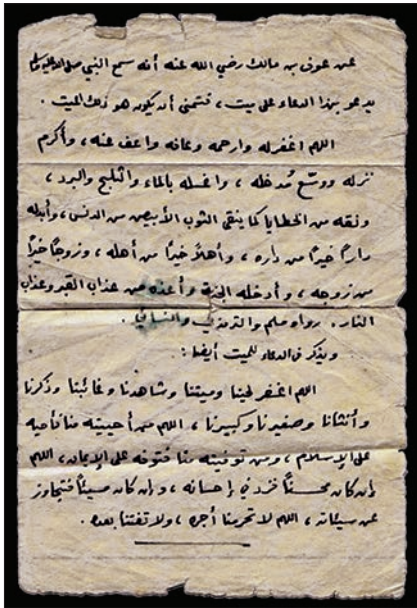 عن عوف بن مالك رضي الله عنه أنه سمع النبي صلى الله عليه وسلم
يدعو بهذا الدعاء على ميت ، فتمنى أن يكون هو ذلك الميت .
اللهم اغفر له وارحمه وعافه واعف عنه ، وأكرم
نزله ووسّع مُدخله ، واغسله بالماء والثلج والبرد ،
ونقه من الخطايا كما ينقى الثوب الأبيض من الدنس ، وأبدله
داراً خيراً من داره ، وأهلاً خيراً من أهله ، وزوجاً خيراً
من زوجه ، وأدخله الجنة وأعذه من عذاب القبر وعذاب
النار . رواه مسلم والترمذي والنسائي .
ويذكر في الدعاء للميت أيضا :
اللهم اغفر لحينا وميتنا وشاهدنا وغائبنا وذكرنا
وأنثانا وصغيرنا وكبيرنا ، اللهم من أحييته منا فأحيه
على الإسلام ، ومن توفيته منا فتوفه على الإيمان ، اللهم
إن كان محسناً فزد في إحسانه ، وإن كان مسيئاً فتجاوز
عن سيئاته ، اللهم لا تحرمنا أجره ، ولا تفتنا بعده .